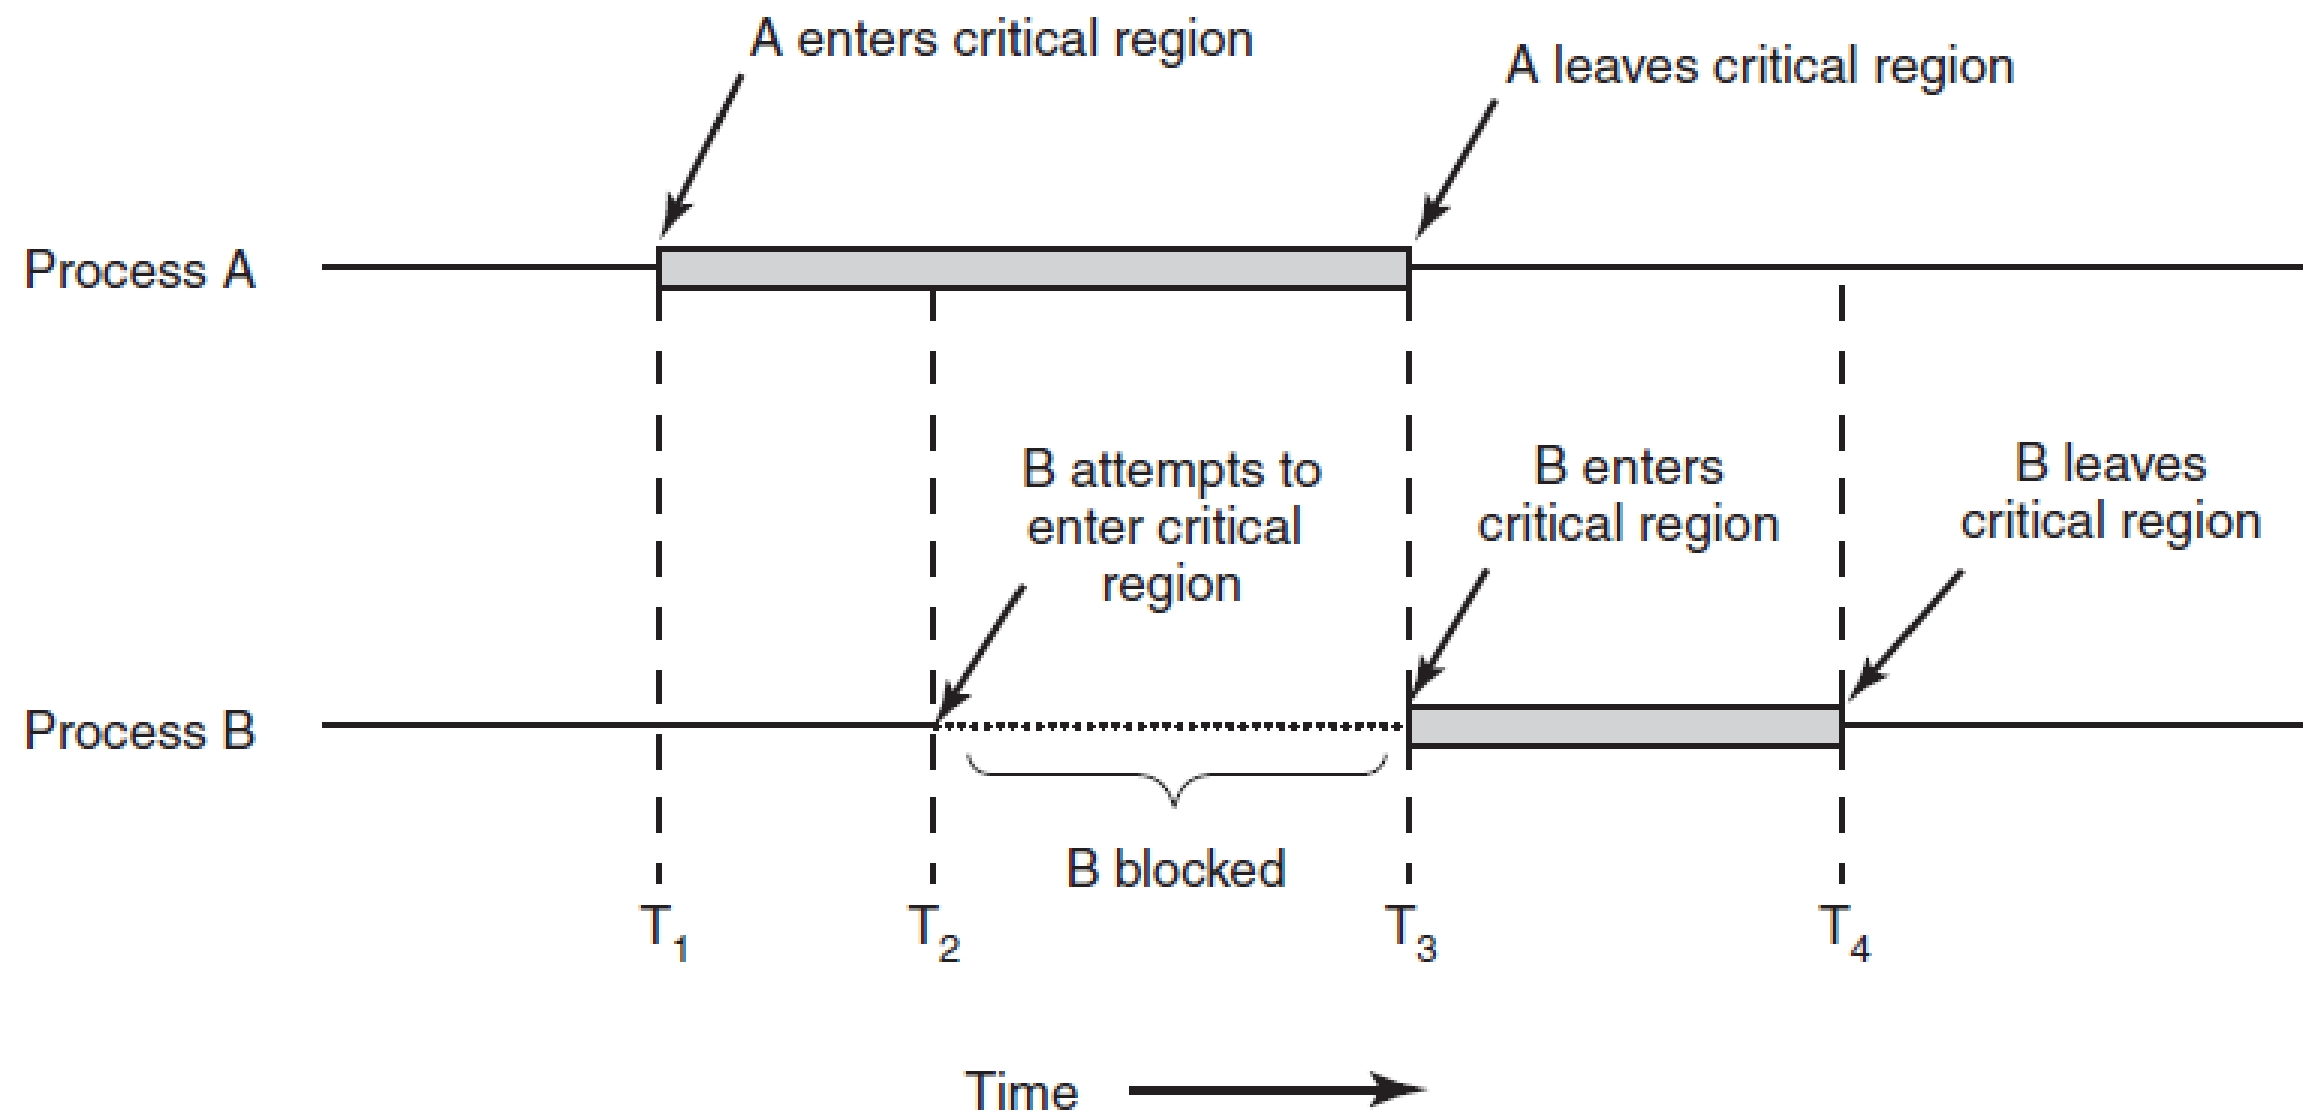 A enters critical region
A leaves critical region
Process A
B attempts to
enter critical
region
B enters
critical region
B leaves
critical region
Process B
B blocked
T1
T2
T3
T4
Time